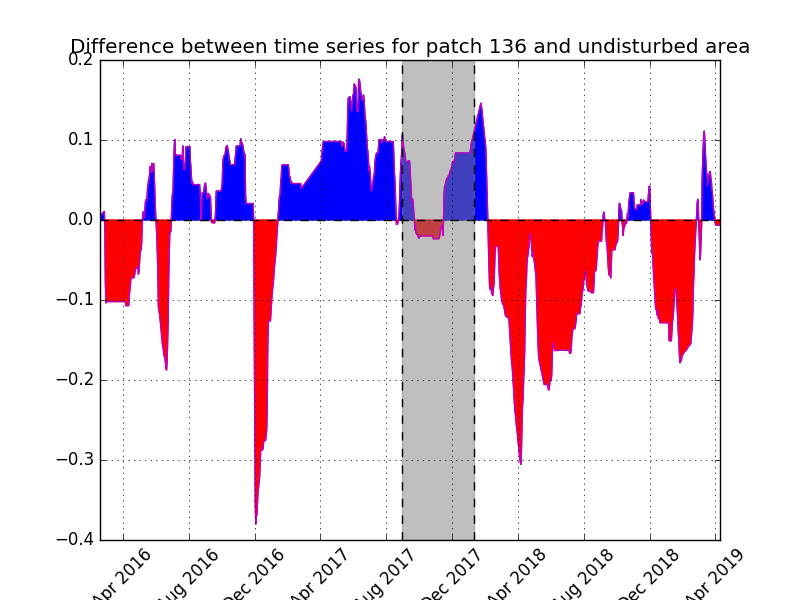 Difference between time series for patch 136 and undisturbed area
0.2
0.1
0.0
−0.1
−0.2
−0.3
−0.4
Apr 2016
Aug 2016
Dec 2016
Apr 2017
Aug 2017
Dec 2017
Apr 2018
Aug 2018
Dec 2018
Apr 2019